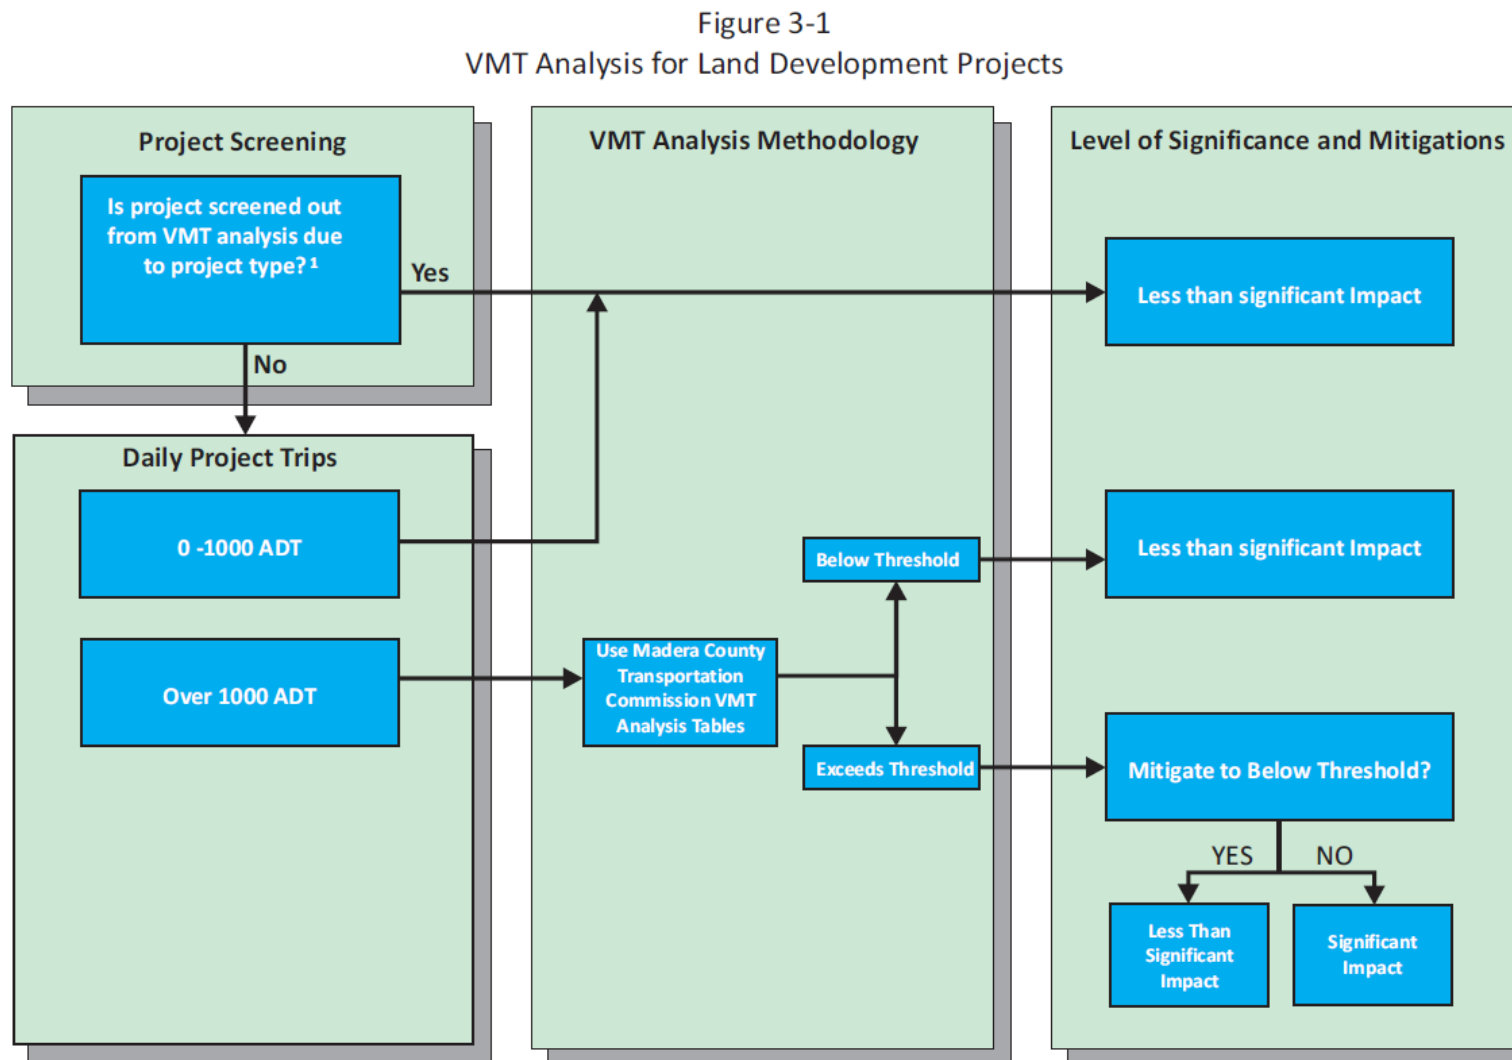 Figure 3-1
VMT Analysis for Land Development Projects
Project Screening
Is project screened out
from VMT analysis due
to project type? ¹
Yes
No
Daily Project Trips
0 -1000 ADT
Over 1000 ADT
VMT Analysis Methodology
Use Madera County
Transportation
Commission VMT
Analysis Tables
Below Threshold
Exceeds Threshold
Level of Significance and Mitigations
Less than significant Impact
Less than significant Impact
Mitigate to Below Threshold?
YES
NO
Less Than
Significant
Impact
Significant
Impact